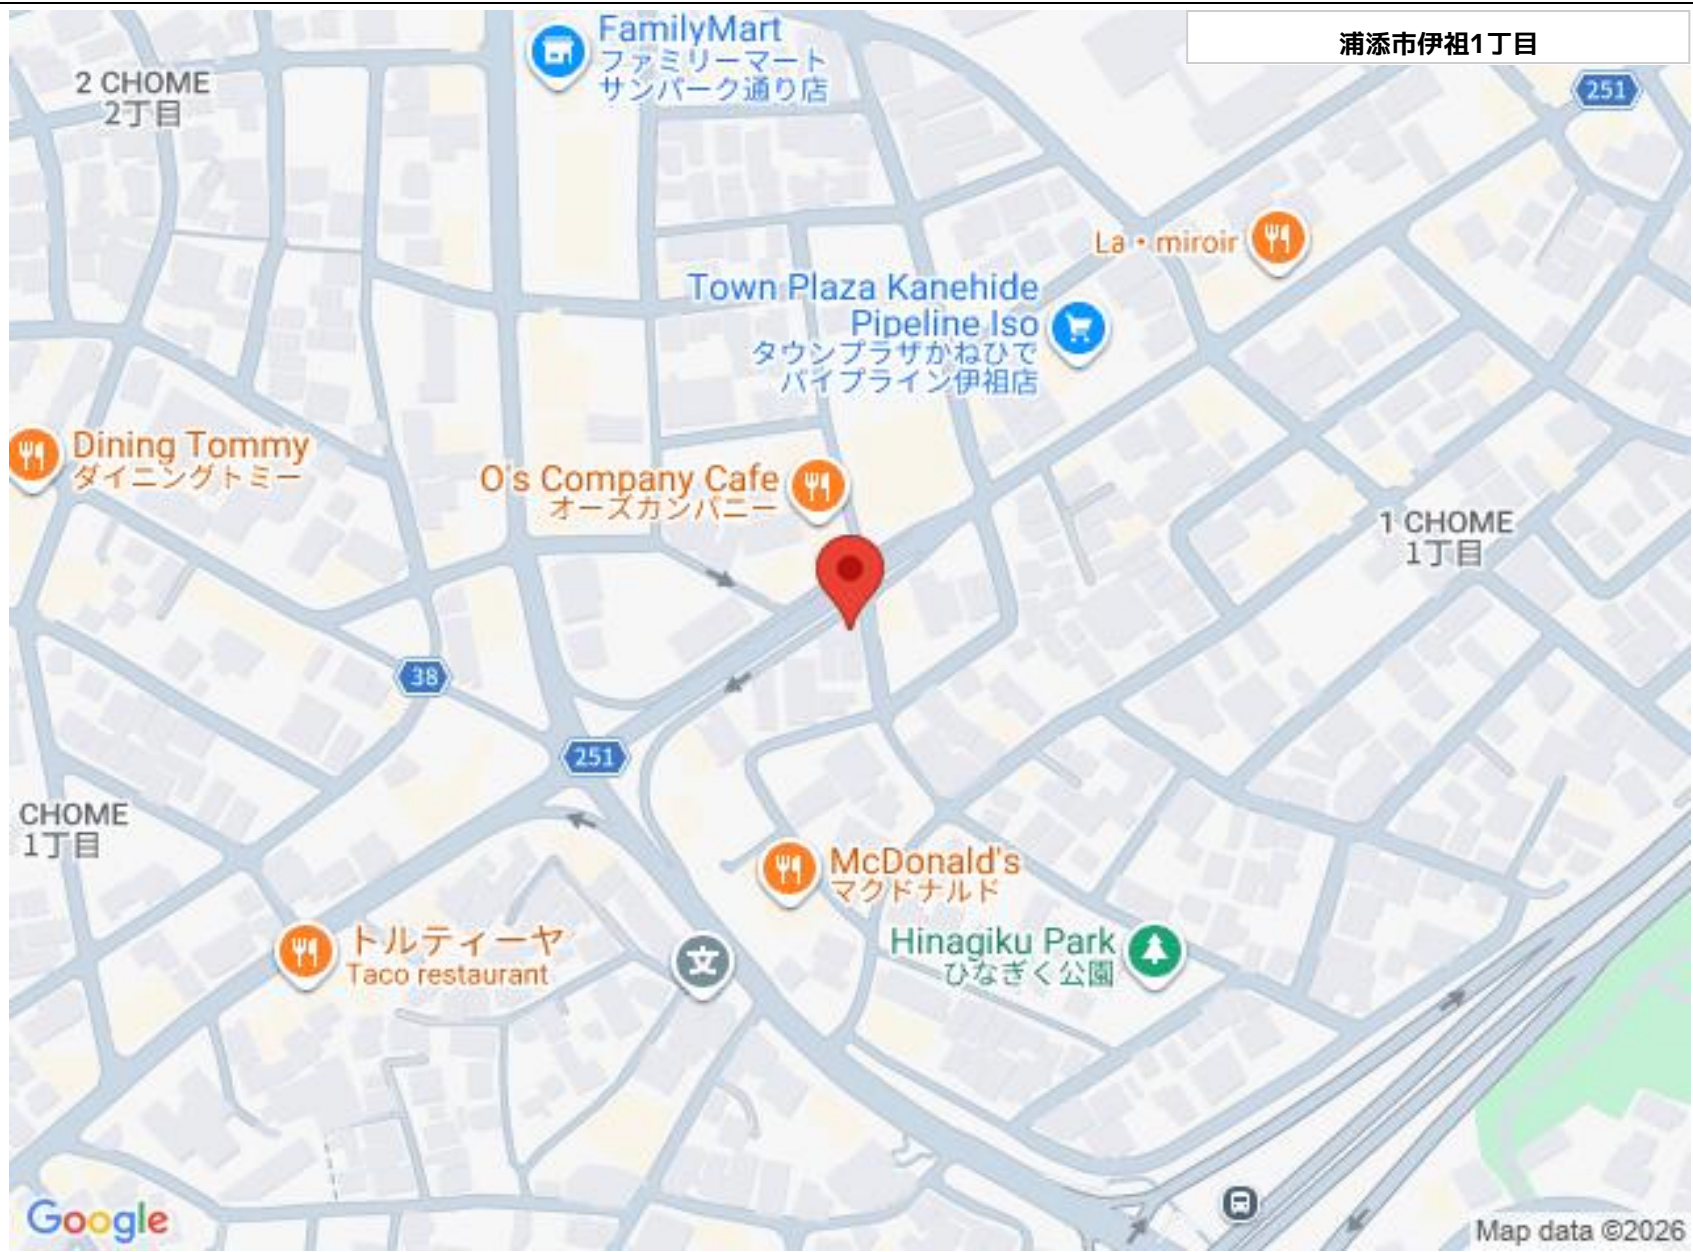 浦添市伊祖1丁目
FamilyMart
ファミリーマート
サンパーク通り店
251
2 CHOME
2丁目
La・miroir
Town Plaza Kanehide
Pipeline Iso
タウンプラザかねひで
パイプライン伊祖店
Dining Tommy
ダイニングトミー
O's Company Cafe
オーズカンパニー
1 CHOME
1丁目
38
251
CHOME
1丁目
McDonald's
マクドナルド
トルティーヤ
Taco restaurant
文
Hinagiku Park
ひなぎく公園
Google
Map data ©2026